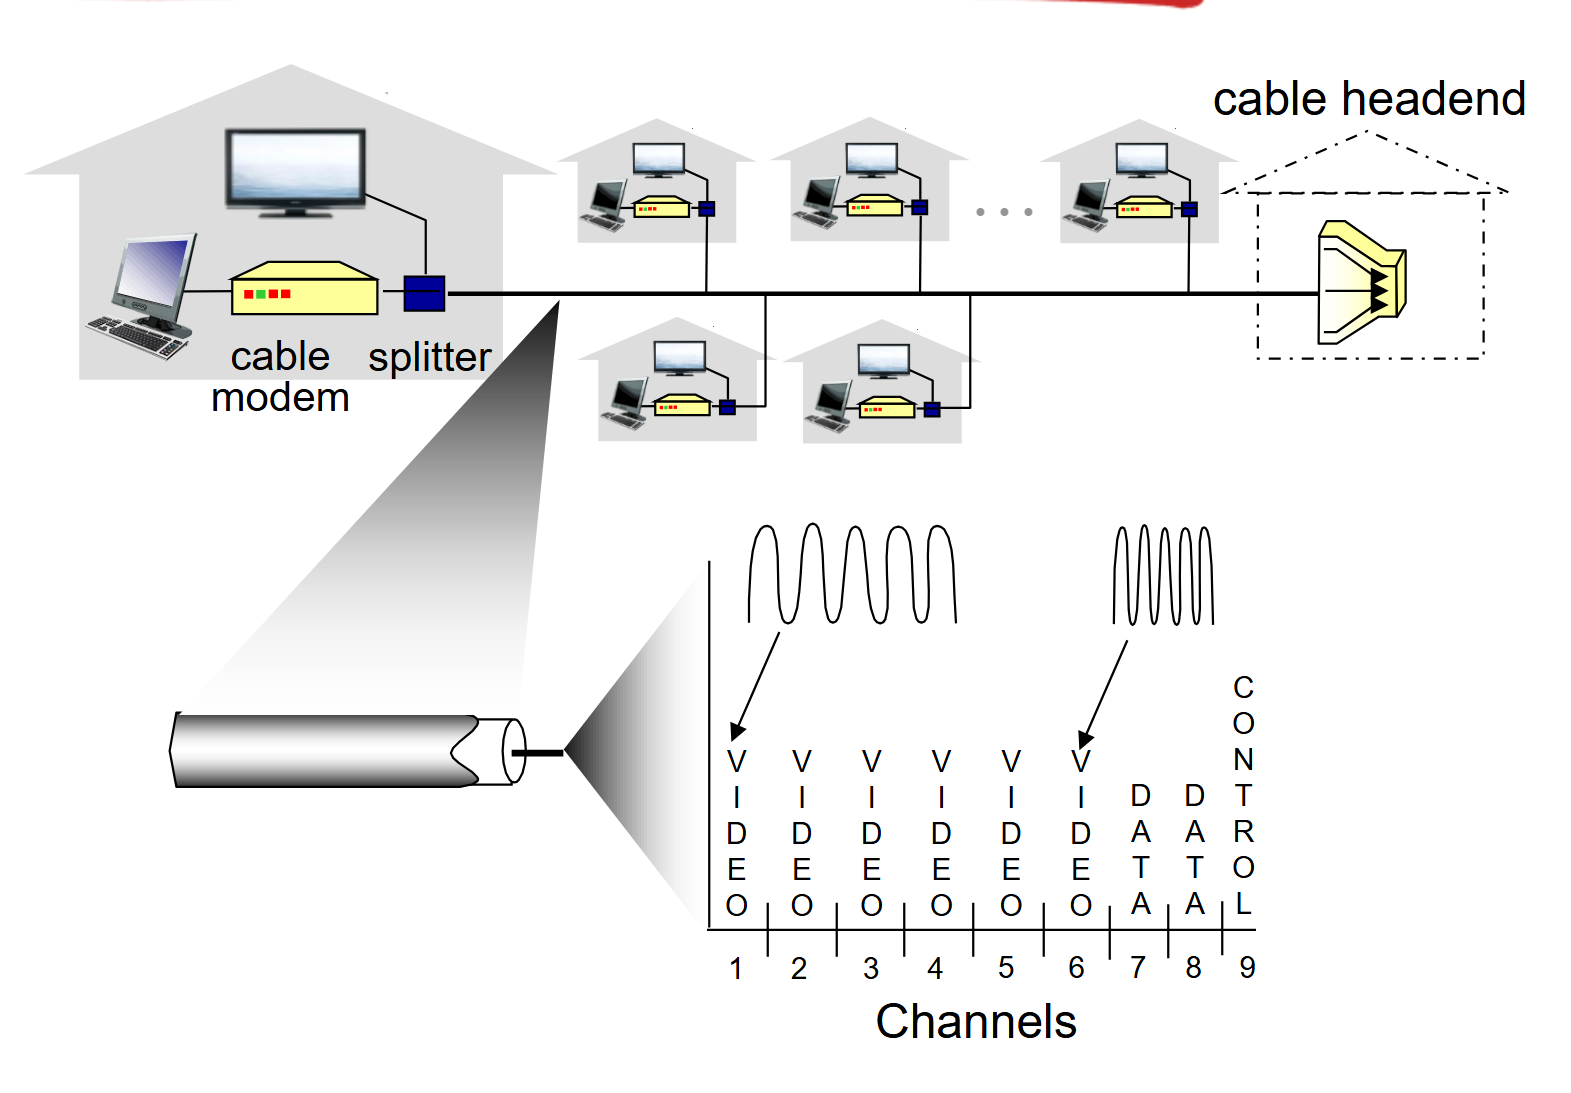 cable headend
cable
modem
splitter
VIDEO
VIDEO
VIDEO
VIDEO
VIDEO
VIDEO
DATA
DATA
CONTROL
1 2 3 4 5 6 7 8 9
Channels